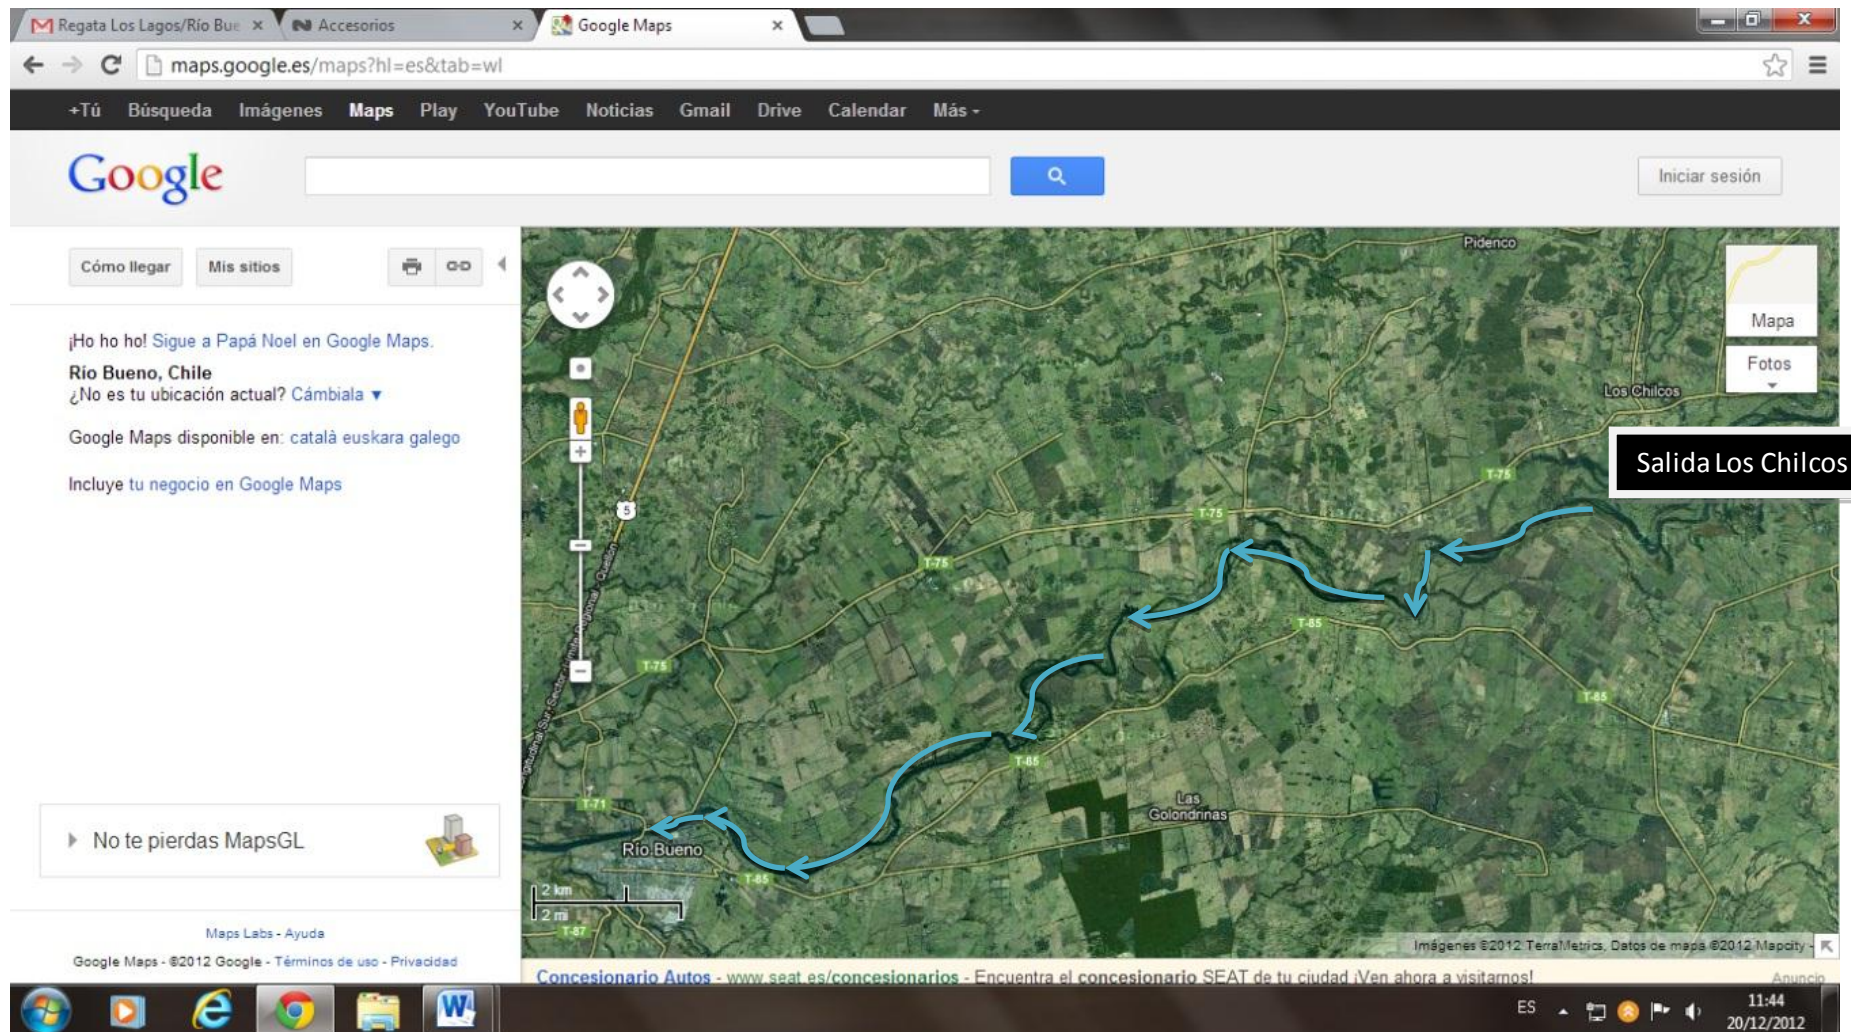 Regata Los Lagos/Río Bue
Accesorios
Google Maps
maps.google.es/maps?hl=es&tab=wl
+Tú Búsqueda Imágenes Maps Play YouTube Noticias Gmail Drive Calendar Más
Google
Iniciar sesión
Cómo llegar
Mis sitios
¡Ho ho ho! Sigue a Papá Noel en Google Maps.
Río Bueno, Chile
¿No es tu ubicación actual? Cámbiala ▼
Google Maps disponible en: català euskara galego
Incluye tu negocio en Google Maps
No te pierdas MapsGL
Maps Labs - Ayuda
Google Maps - ©2012 Google - Términos de uso - Privacidad
Pidenco
Mapa
Fotos
Los Chilcos
Salida Los Chilcos
T-75
5
T-75
T-75
T-85
T-75
T-85
T-85
T-71
Las
Golondrinas
Río Bueno
T-85
2 km
2 mi
T-87
Longitudinal Sur, Sector Límite Regional - Quellón
Imágenes ©2012 TerraMetrics, Datos de mapa ©2012 Mapcity -
Concesionario Autos - www.seat.es/concesionarios - Encuentra el concesionario SEAT de tu ciudad ¡Ven ahora a visitarnos!
Anuncio
ES
11:44
20/12/2012